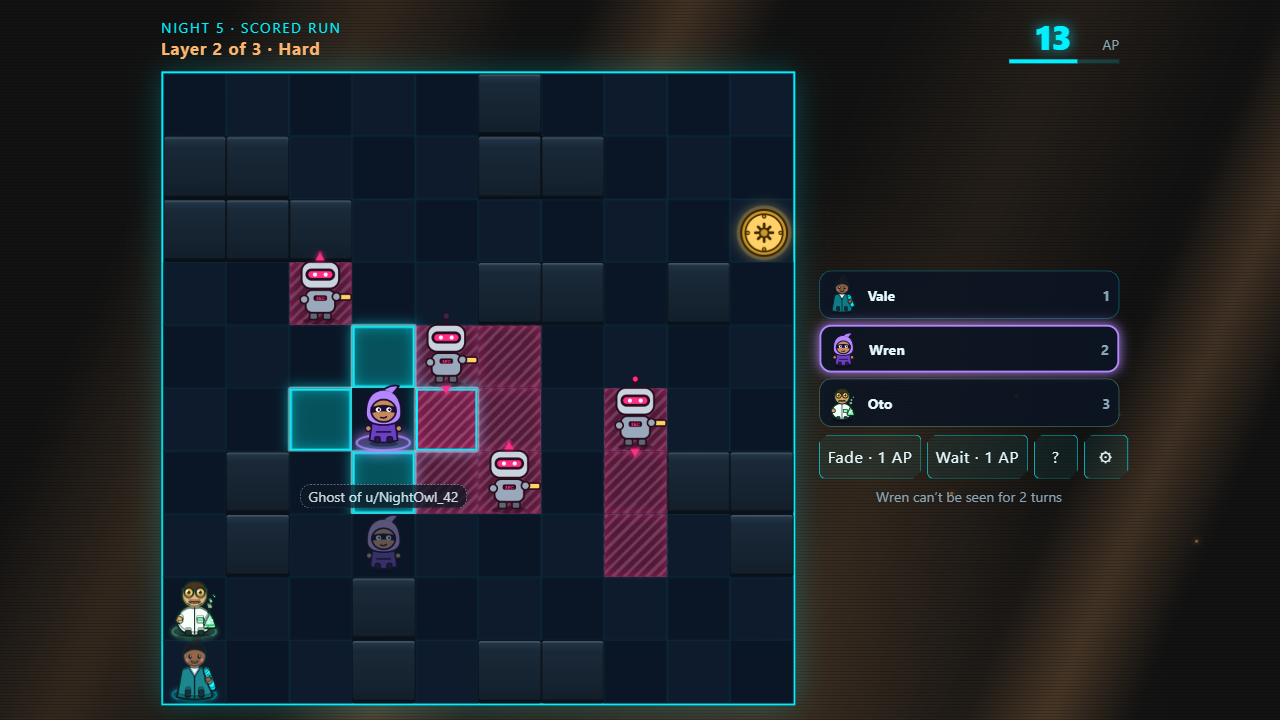 NIGHT 5 · SCORED RUN
Layer 2 of 3 · Hard
13 AP
Ghost of u/NightOwl_42
Vale 1
Wren 2
Oto 3
Fade · 1 AP
Wait · 1 AP
?
Wren can't be seen for 2 turns